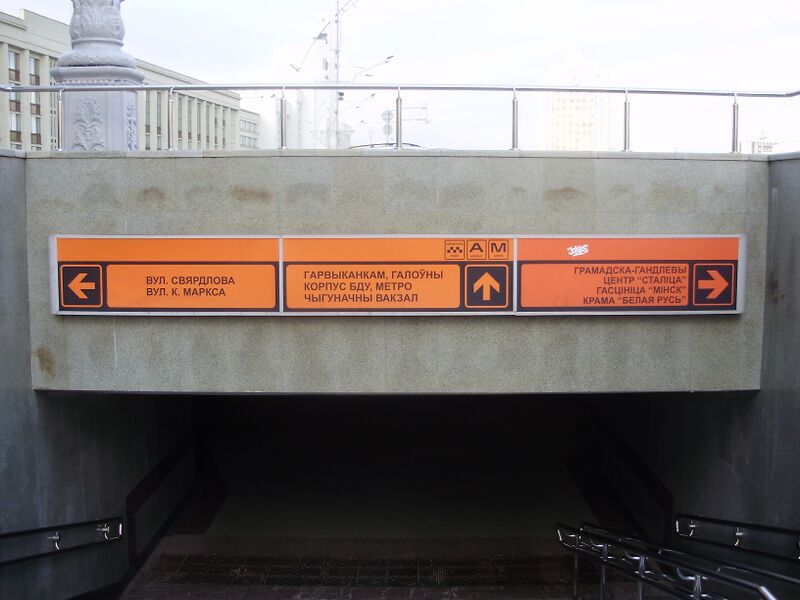 ВУЛ. СВЯРДЛОВА
ВУЛ. К. МАРКСА
А М
ГАРВЫКАНКАМ, ГАЛОЎНЫ
КОРПУС БДУ, МЕТРО
ЧЫГУНАЧНЫ ВАКЗАЛ
ГРАМАДСКА-ГАНДЛЕВЫ
ЦЕНТР "СТАЛІЦА"
ГАСЦІНІЦА "МІНСК"
КРАМА "БЕЛАЯ РУСЬ"